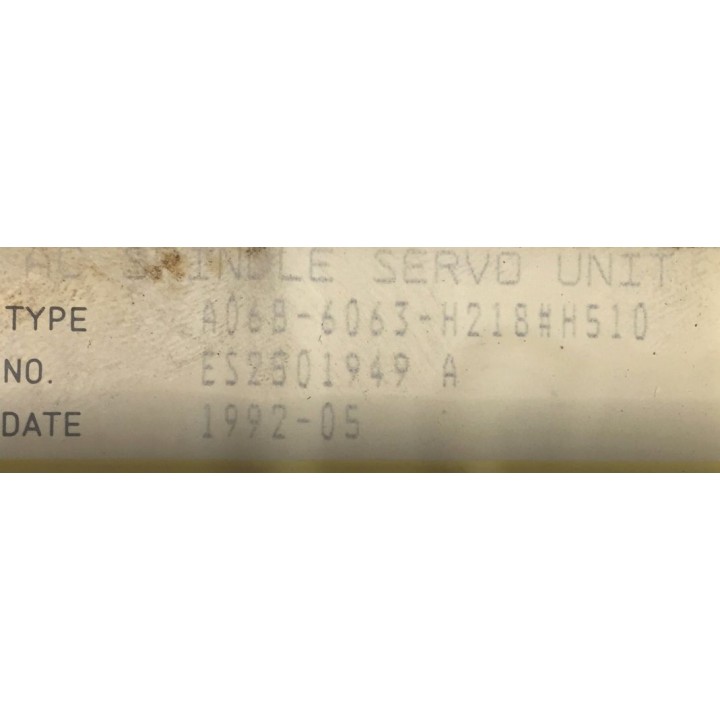 AC SPINDLE SERVO UNIT
TYPE A06B-6063-H218#H510
NO. ES2801949 A
DATE 1992-05